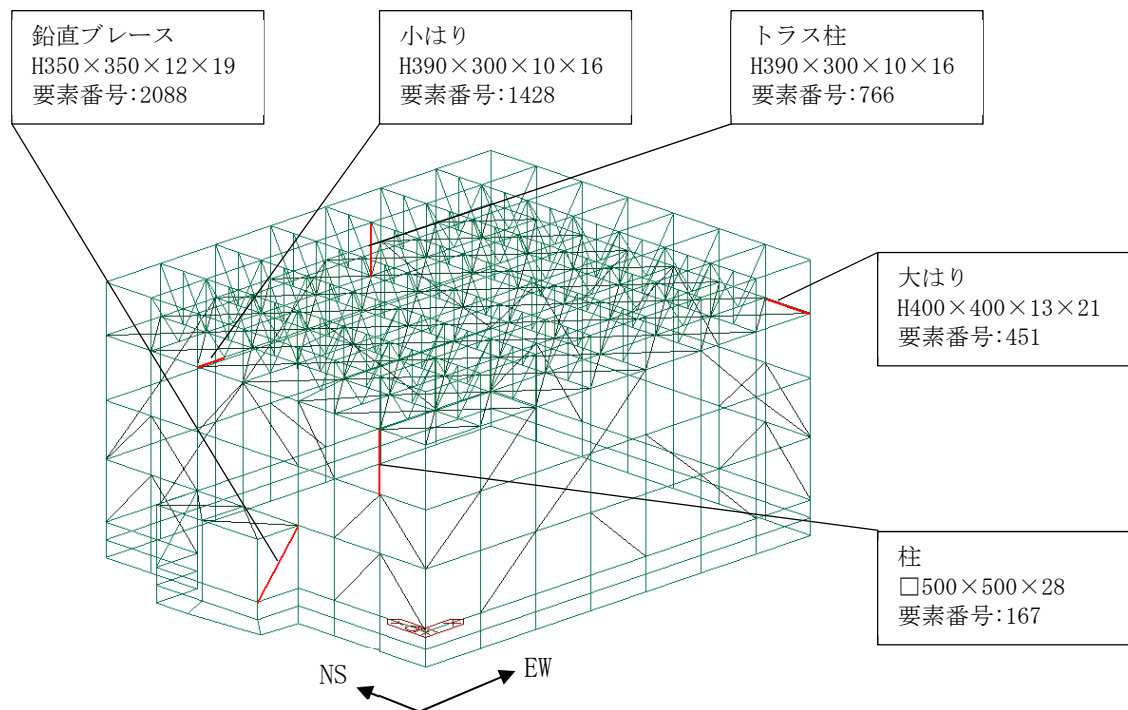 鉛直ブレース
H350×350×12×19
要素番号:2088
小はり
H390×300×10×16
要素番号:1428
トラス柱
H390×300×10×16
要素番号:766
大はり
H400×400×13×21
要素番号:451
柱
□500×500×28
要素番号:167
NS
EW